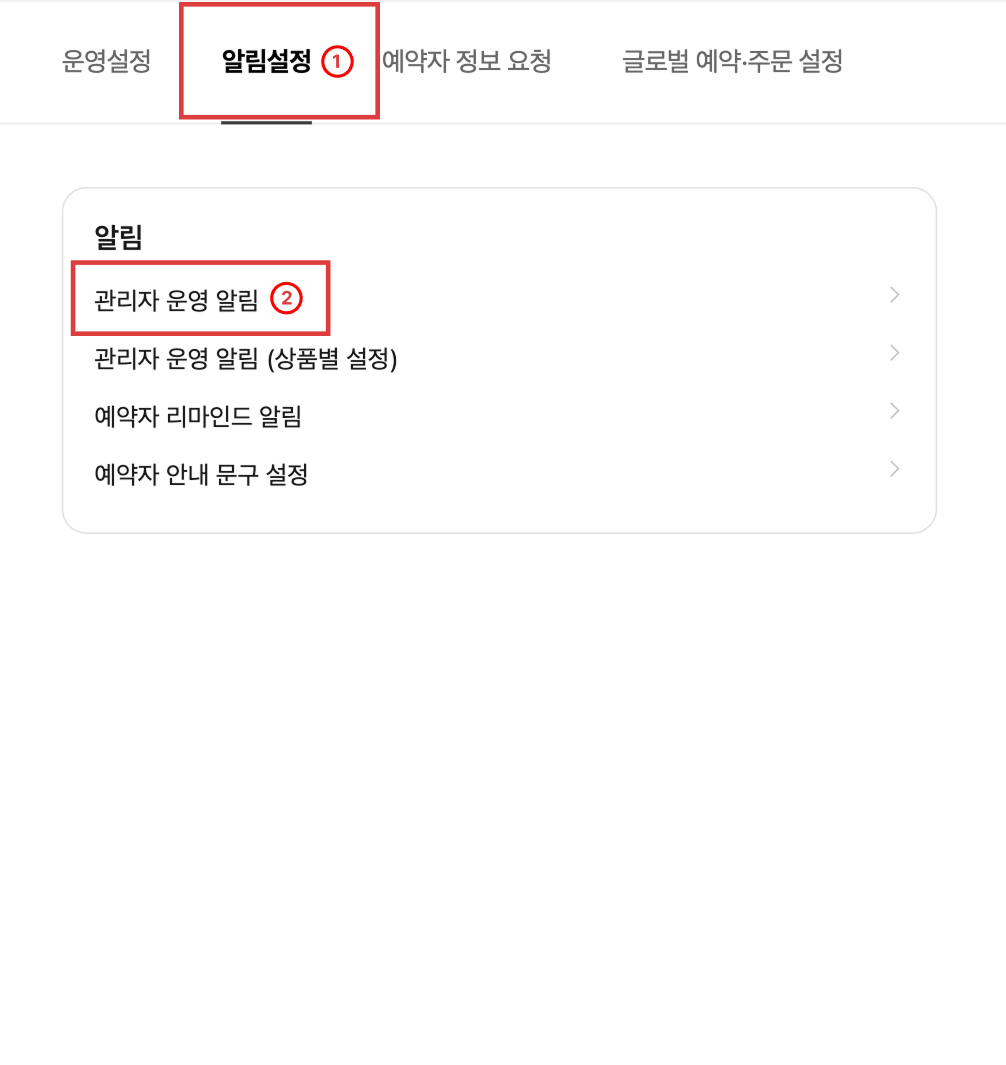 운영설정 알림설정 ① 예약자 정보 요청 글로벌 예약·주문 설정
알림
관리자 운영 알림 ②
관리자 운영 알림 (상품별 설정)
예약자 리마인드 알림
예약자 안내 문구 설정